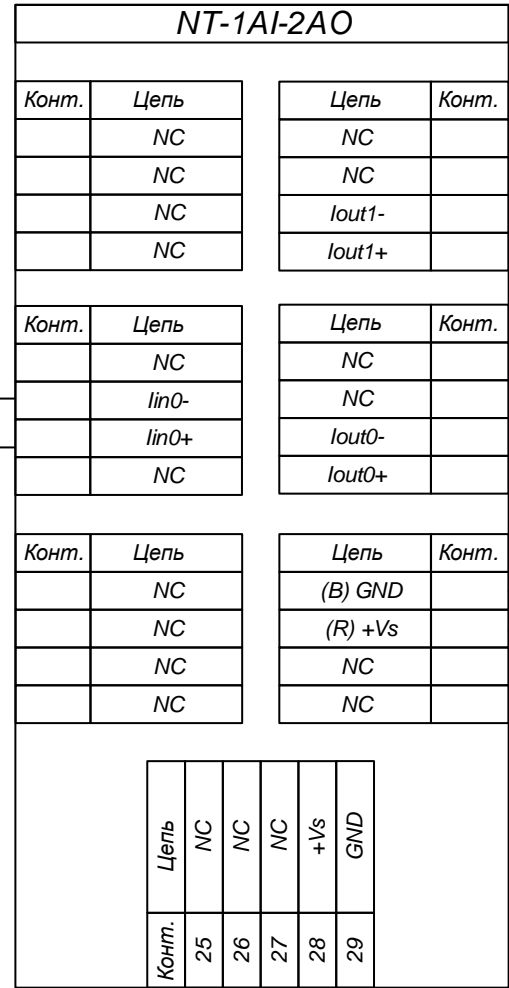 NT-1AI-2AO
Конт. Цепь
NC
NC
NC
NC
Цепь Конт.
NC
NC
Iout1-
Iout1+
Конт. Цепь
NC
Iin0-
Iin0+
NC
Цепь Конт.
NC
NC
Iout0-
Iout0+
Конт. Цепь
NC
NC
NC
NC
Цепь Конт.
(B) GND
(R) +Vs
NC
NC
Конт. Цепь
25 NC
26 NC
27 NC
28 +Vs
29 GND